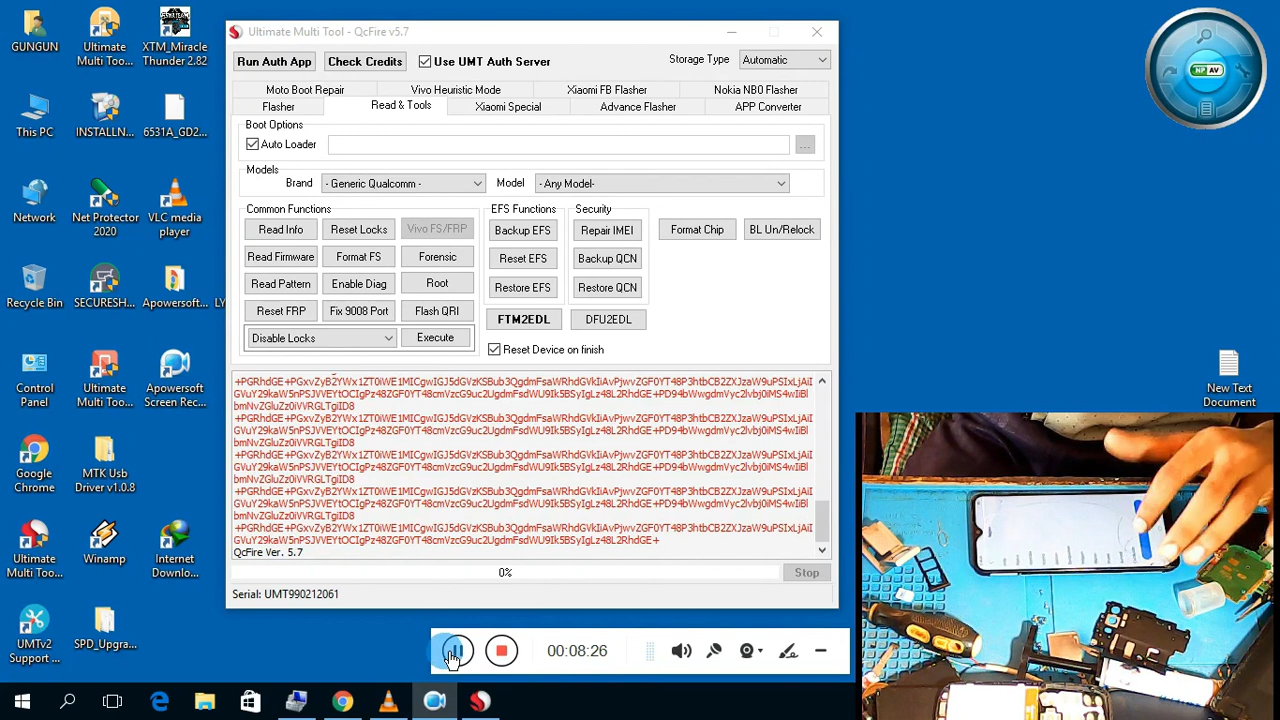 GUNGUN
Ultimate
Multi Too...
XTM_Miracle
Thunder 2.82
This PC
INSTALLN...
6531A_GD2...
Network
Net Protector
2020
VLC media
player
Recycle Bin
SECURESH...
Apowersoft...
LY
Control
Panel
Ultimate
Multi Too...
Apowersoft
Screen Rec...
Google
Chrome
MTK Usb
Driver v1.0.8
Ultimate
Multi Too...
Winamp
Internet
Downlo...
UMTv2
Support ...
SPD_Upgra...
Ultimate Multi Tool - QcFire v5.7
Run Auth App
Check Credits
Use UMT Auth Server
Storage Type
Automatic
Moto Boot Repair
Vivo Heuristic Mode
Xiaomi FB Flasher
Nokia NB0 Flasher
Flasher
Read & Tools
Xiaomi Special
Advance Flasher
APP Converter
Boot Options
Auto Loader
...
Models
Brand
- Generic Qualcomm -
Model
- Any Model-
Common Functions
Read Info
Reset Locks
Vivo FS/FRP
Read Firmware
Format FS
Forensic
Read Pattern
Enable Diag
Root
Reset FRP
Fix 9008 Port
Flash QRI
Disable Locks
Execute
EFS Functions
Backup EFS
Reset EFS
Restore EFS
Security
Repair IMEI
Backup QCN
Restore QCN
Format Chip
BL Un/Relock
FTM2EDL
DFU2EDL
Reset Device on finish
QcFire Ver. 5.7
0%
Stop
Serial: UMT990212061
00:08:26
NP AV
New Text
Document